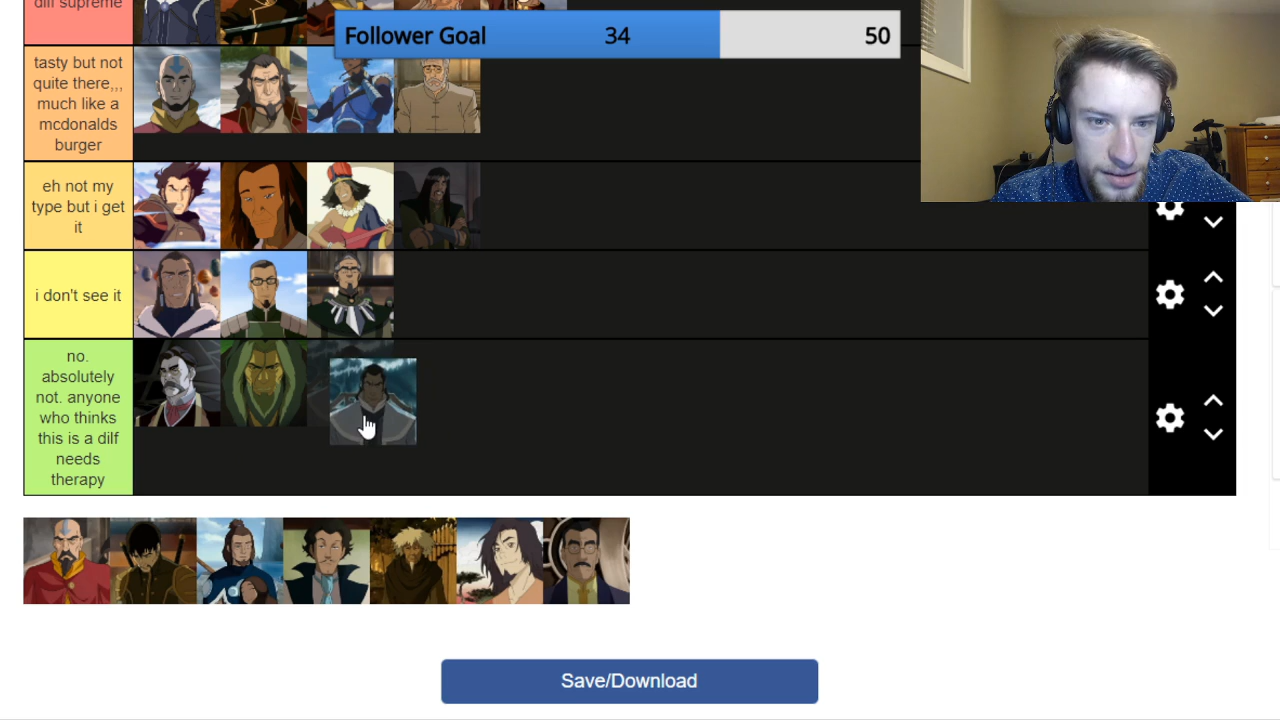 diff supreme
Follower Goal 34 50
tasty but not
quite there,,,
much like a
mcdonalds
burger
eh not my
type but i get
it
i don't see it
no.
absolutely
not. anyone
who thinks
this is a dilf
needs
therapy
Save/Download